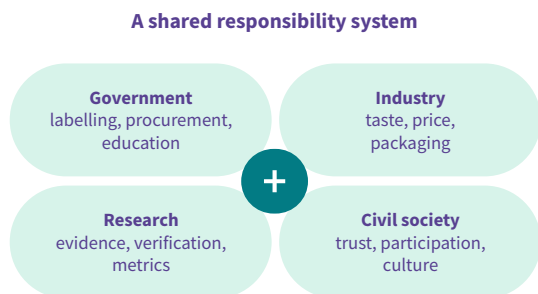 A shared responsibility system
Government
labelling, procurement,
education
Industry
taste, price,
packaging
+
Research
evidence, verification,
metrics
Civil society
trust, participation,
culture